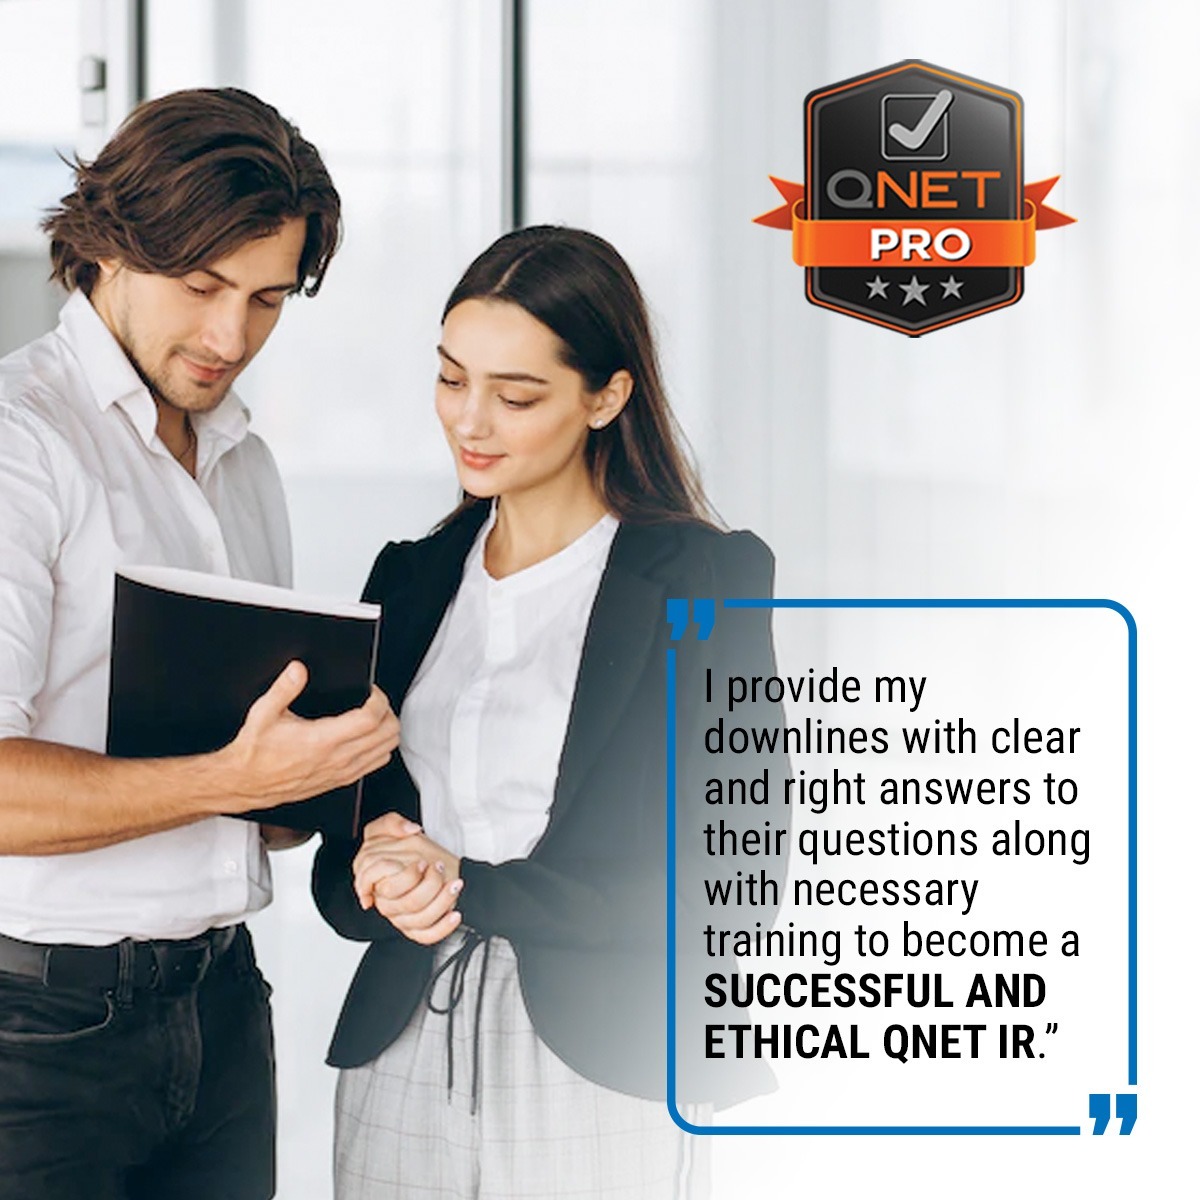 QNET
PRO
I provide my
downlines with clear
and right answers to
their questions along
with necessary
training to become a
SUCCESSFUL AND
ETHICAL QNET IR.”